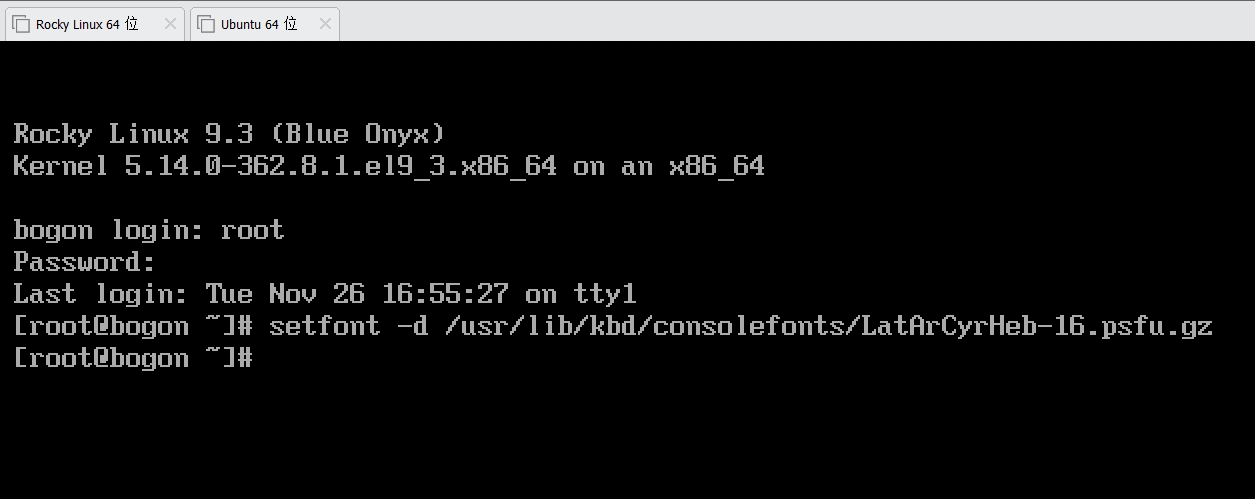 Rocky Linux 64 位
Ubuntu 64 位
Rocky Linux 9.3 (Blue Onyx)
Kernel 5.14.0-362.8.1.el9_3.x86_64 on an x86_64
bogon login: root
Password:
Last login: Tue Nov 26 16:55:27 on tty1
[root@bogon ~]# setfont -d /usr/lib/kbd/consolefonts/LatArCyrHeb-16.psfu.gz
[root@bogon ~]#